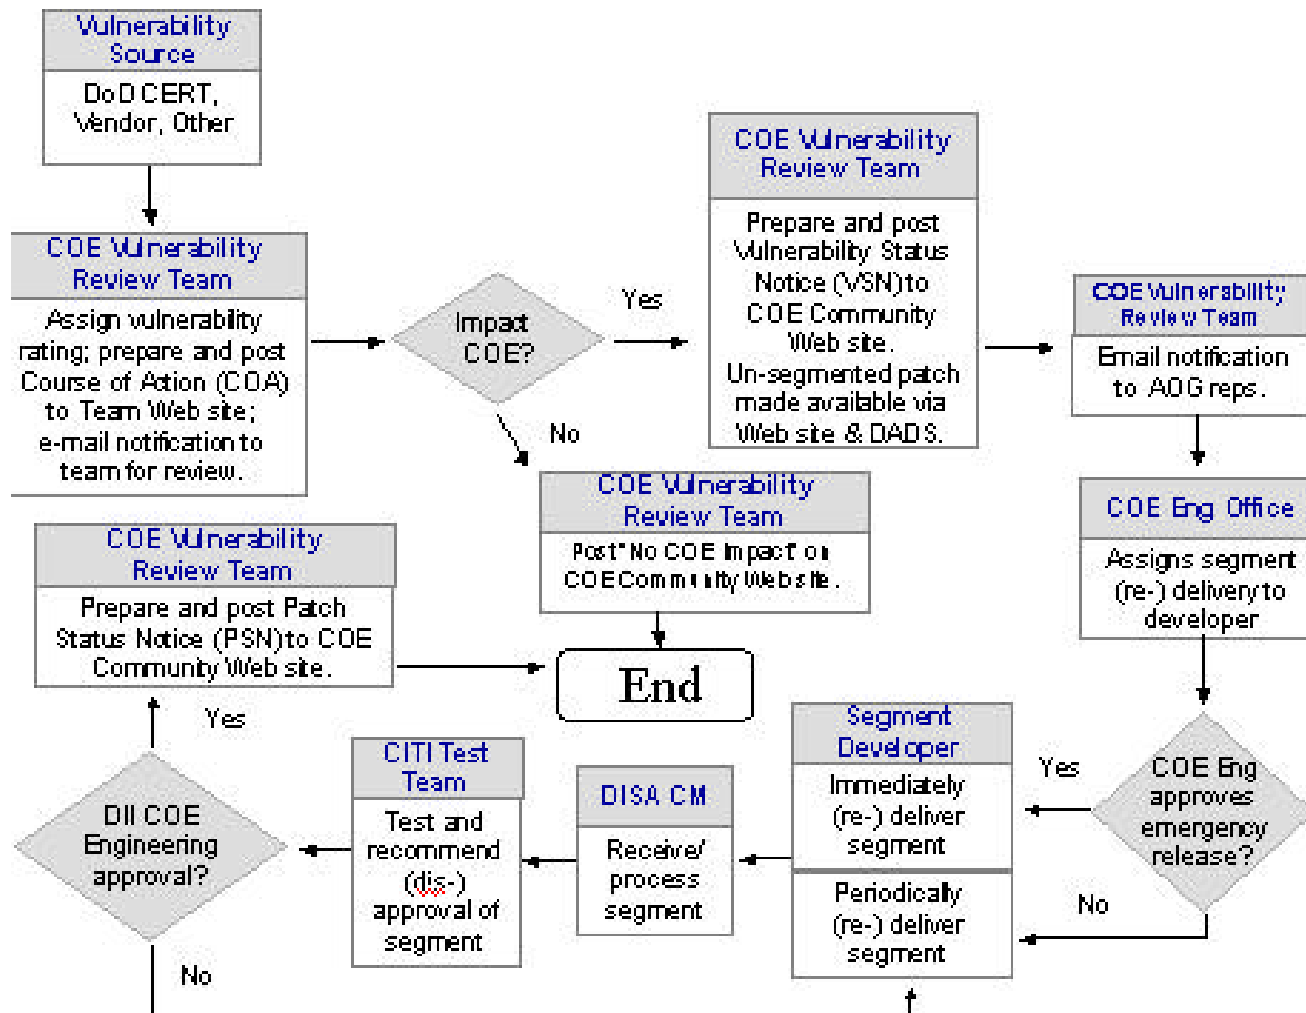 Vulnerability
Source
DoD CERT,
Vendor, Other
COE Vulnerability
Review Team
Assign vulnerability
rating; prepare and post
Course of Action (COA)
to Team Web site;
e-mail notification to
team for review.
Impact
COE?
Yes
No
COE Vulnerability
Review Team
Prepare and post
Vulnerability Status
Notice (VSN)to
COE Community
Web site.
Un-segmented patch
made available via
Web site & DADS.
COE Vulnerability
Review Team
Email notification
to AOG reps.
COE Vulnerability
Review Team
Post "No COE Impact" on
COE Community Web site.
End
COE Eng. Office
Assigns segment
(re-) delivery to
developer
COE Eng
approves
emergency
release?
Yes
No
Segment
Developer
Immediately
(re-) deliver
segment
Periodically
(re-) deliver
segment
DISA CM
Receive/
process
segment
CITI Test
Team
Test and
recommend
(dis-)
approval of
segment
DII COE
Engineering
approval?
Yes
No
COE Vulnerability
Review Team
Prepare and post Patch
Status Notice (PSN)to COE
Community Web site.